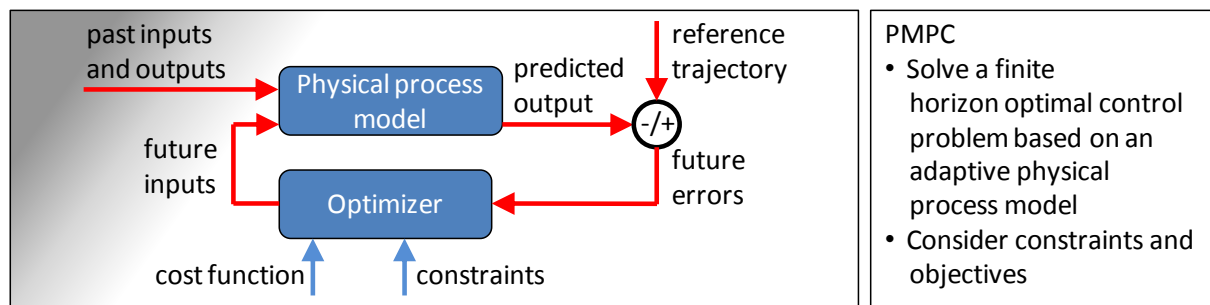 past inputs
and outputs
Physical process
model
predicted
output
reference
trajectory
-/+
future
inputs
Optimizer
future
errors
cost function
constraints
PMPC
• Solve a finite
horizon optimal control
problem based on an
adaptive physical
process model
• Consider constraints and
objectives